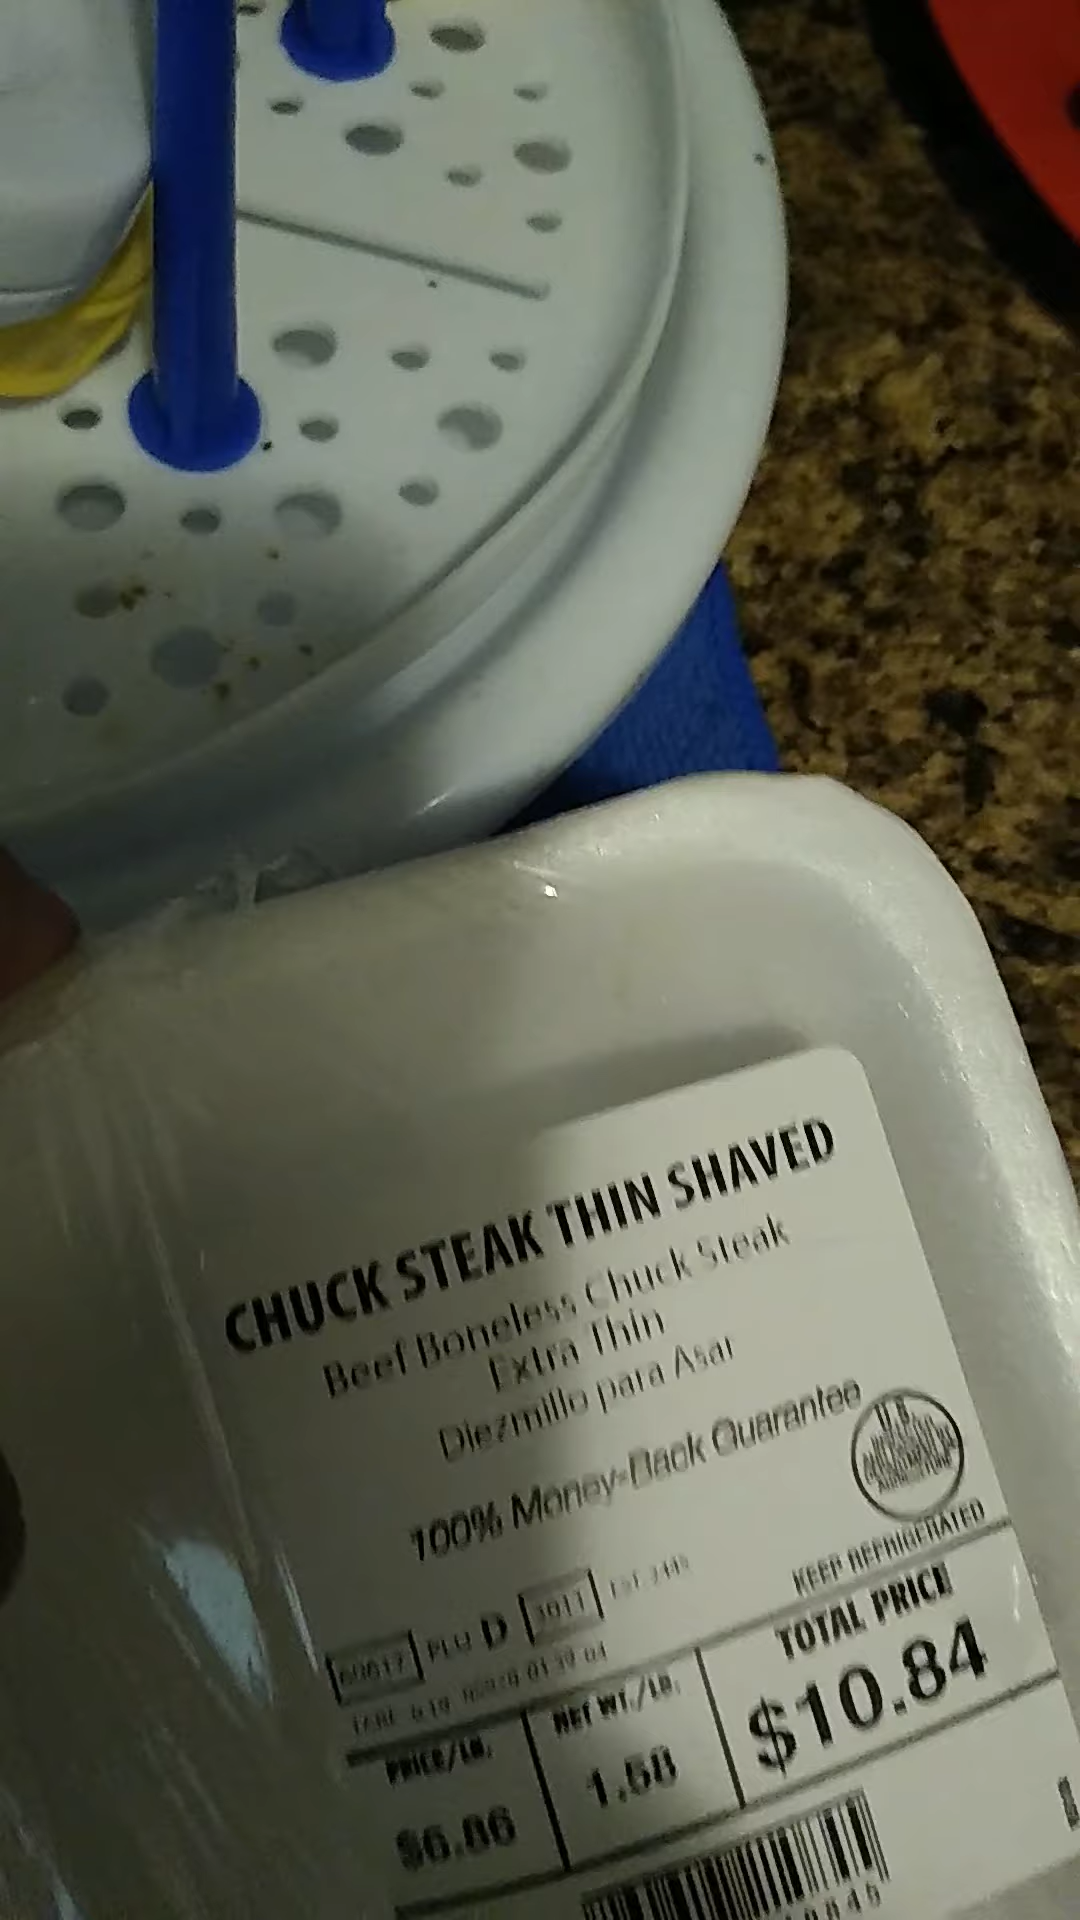 CHUCK STEAK THIN SHAVED
Beef Boneless Chuck Steak
Extra Thin
Diezmillo para Asar
100% Money-Back Guarantee
KEEP REFRIGERATED
PLU D
TOTAL PRICE
$10.84
NET WT./LB.
1.58
PRICE/LB.
$6.86